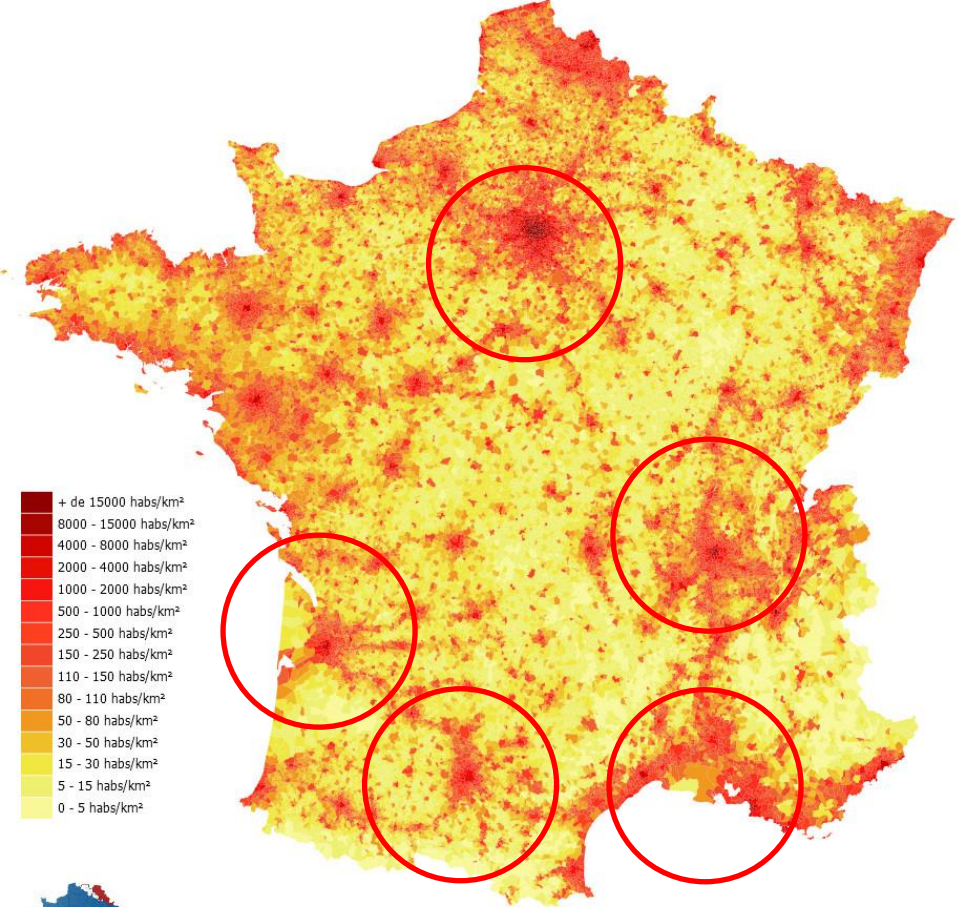 + de 15000 habs/km²
8000 - 15000 habs/km²
4000 - 8000 habs/km²
2000 - 4000 habs/km²
1000 - 2000 habs/km²
500 - 1000 habs/km²
250 - 500 habs/km²
150 - 250 habs/km²
110 - 150 habs/km²
80 - 110 habs/km²
50 - 80 habs/km²
30 - 50 habs/km²
15 - 30 habs/km²
5 - 15 habs/km²
0 - 5 habs/km²